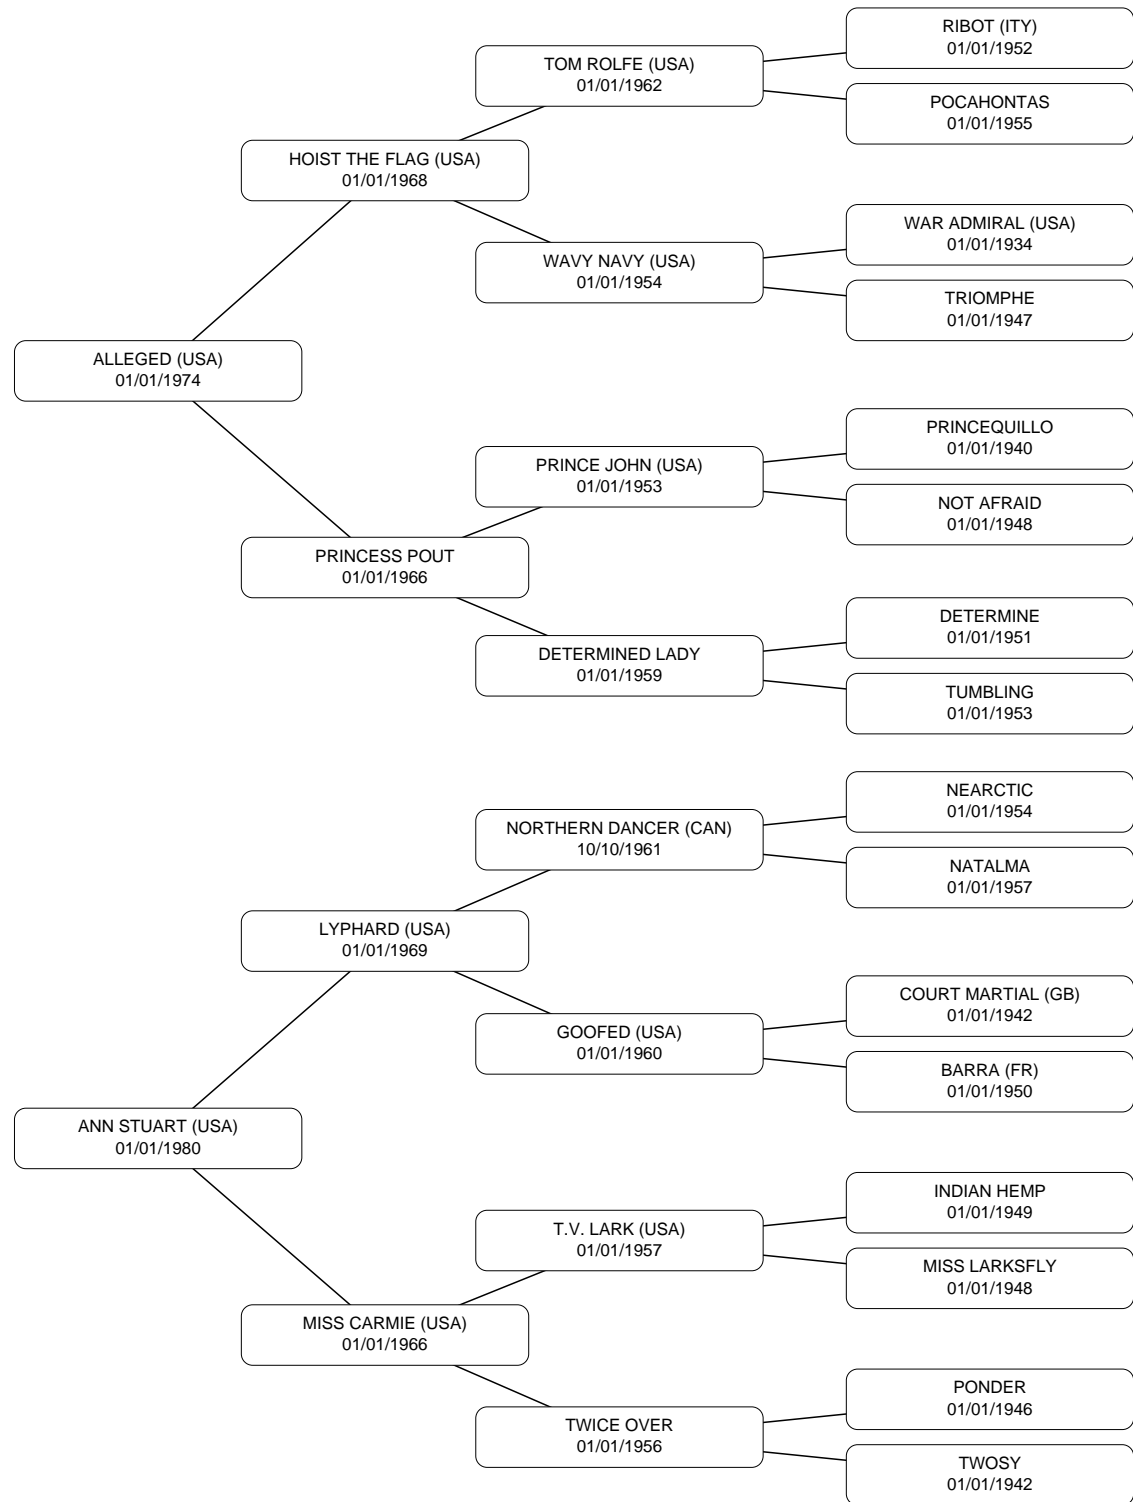 RIBOT (ITY)
01/01/1952
TOM ROLFE (USA)
01/01/1962
POCAHONTAS
01/01/1955
HOIST THE FLAG (USA)
01/01/1968
WAR ADMIRAL (USA)
01/01/1934
WAVY NAVY (USA)
01/01/1954
TRIOMPHE
01/01/1947
ALLEGED (USA)
01/01/1974
PRINCEQUILLO
01/01/1940
PRINCE JOHN (USA)
01/01/1953
NOT AFRAID
01/01/1948
PRINCESS POUT
01/01/1966
DETERMINE
01/01/1951
DETERMINED LADY
01/01/1959
TUMBLING
01/01/1953
NEARCTIC
01/01/1954
NORTHERN DANCER (CAN)
10/10/1961
NATALMA
01/01/1957
LYPHARD (USA)
01/01/1969
COURT MARTIAL (GB)
01/01/1942
GOOFED (USA)
01/01/1960
BARRA (FR)
01/01/1950
ANN STUART (USA)
01/01/1980
INDIAN HEMP
01/01/1949
T.V. LARK (USA)
01/01/1957
MISS LARKSFLY
01/01/1948
MISS CARMIE (USA)
01/01/1966
PONDER
01/01/1946
TWICE OVER
01/01/1956
TWOSY
01/01/1942